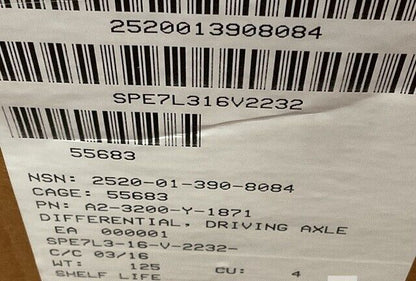 2520013908084
SPE7L316V2232
55683
NSN: 2520-01-390-8084
CAGE: 55683
PN: A2-3200-Y-1871
DIFFERENTIAL, DRIVING AXLE
EA 000001
SPE7L3-16-V-2232-
C/C 03/16
WT: 125 CU: 4
SHELF LIFE